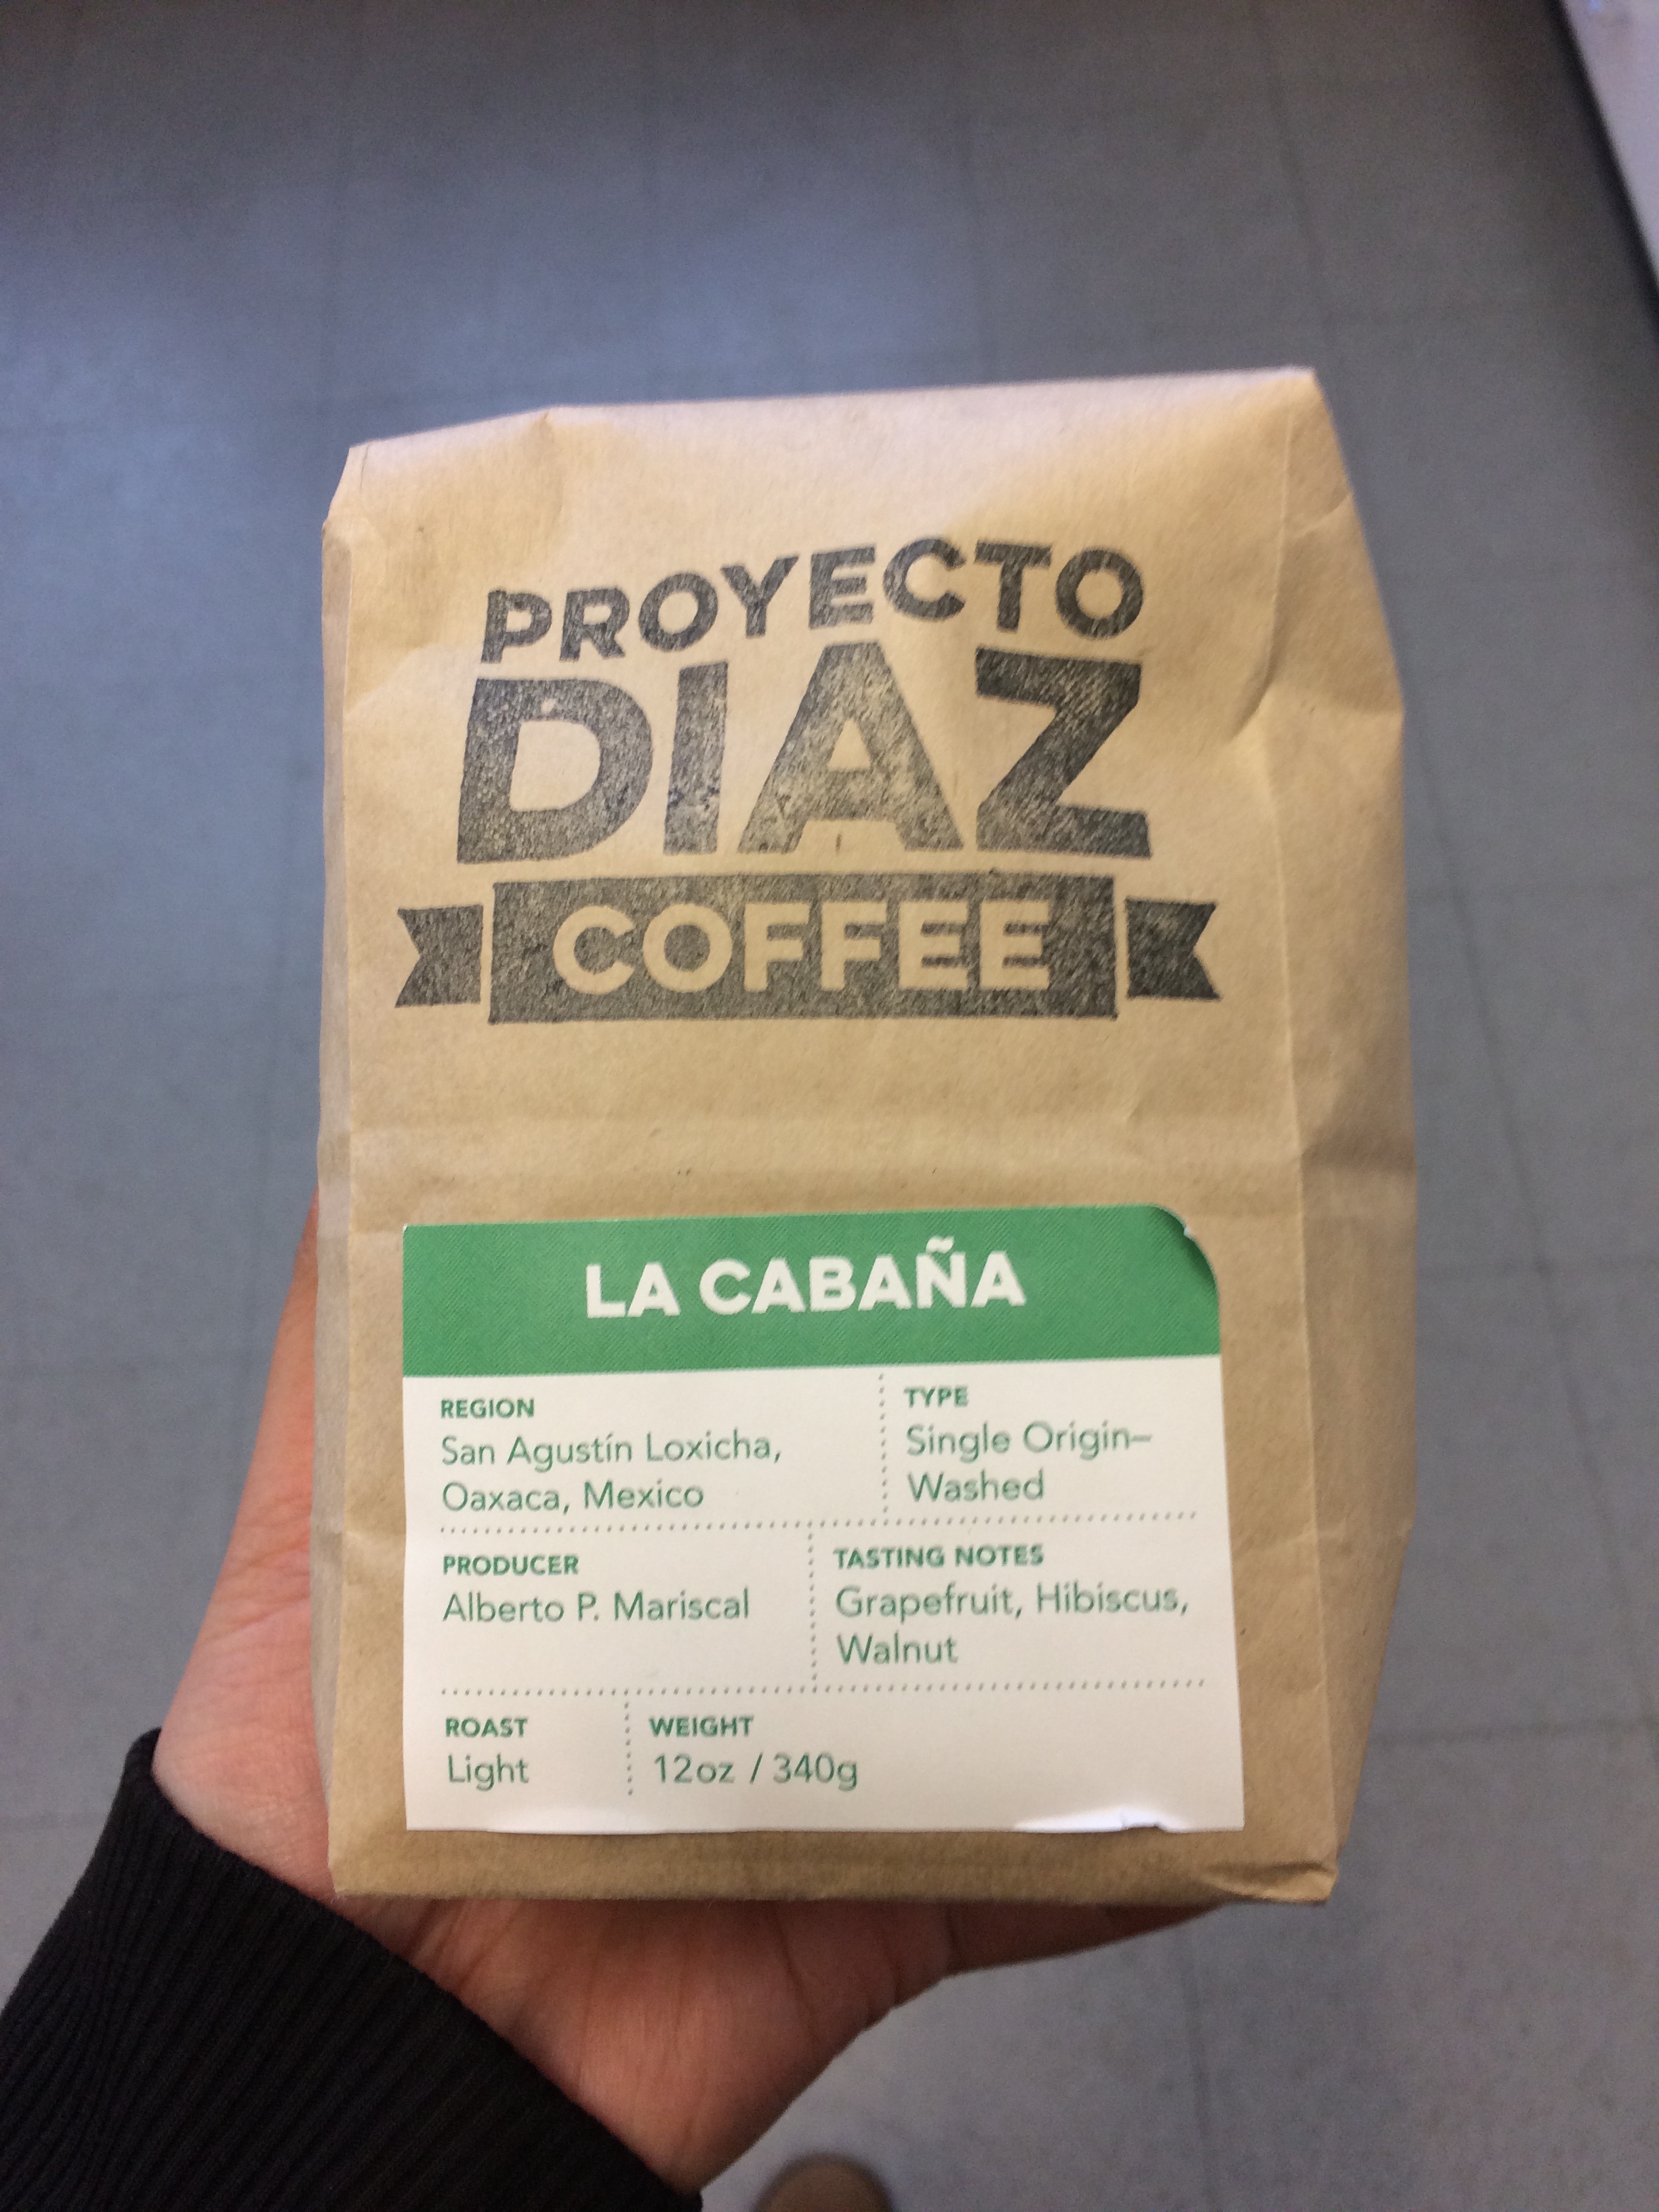 PROYECTO
DIAZ
COFFEE
LA CABAÑA
REGION
San Agustín Loxicha,
Oaxaca, Mexico
TYPE
Single Origin–
Washed
PRODUCER
Alberto P. Mariscal
TASTING NOTES
Grapefruit, Hibiscus,
Walnut
ROAST
Light
WEIGHT
12oz / 340g